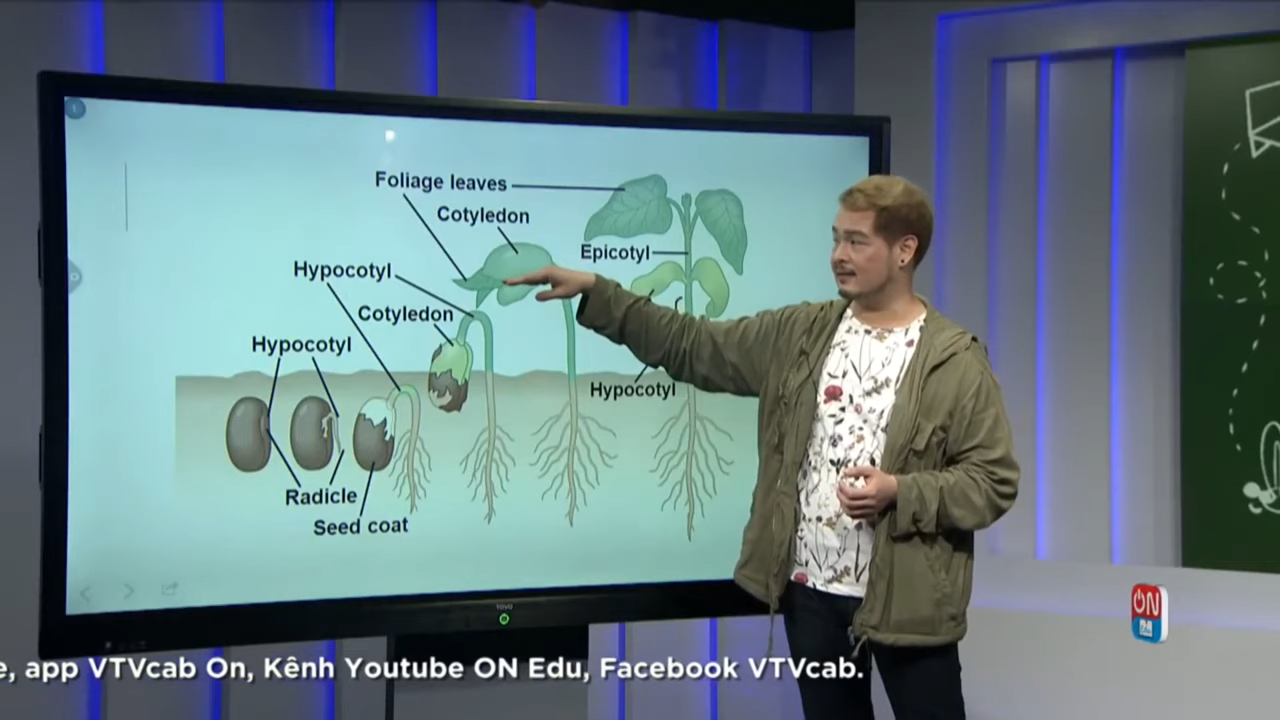 Foliage leaves
Cotyledon
Epicotyl
Hypocotyl
Cotyledon
Hypocotyl
Hypocotyl
Radicle
Seed coat
ON
e, app VTVcab On, Kênh Youtube ON Edu, Facebook VTVcab.